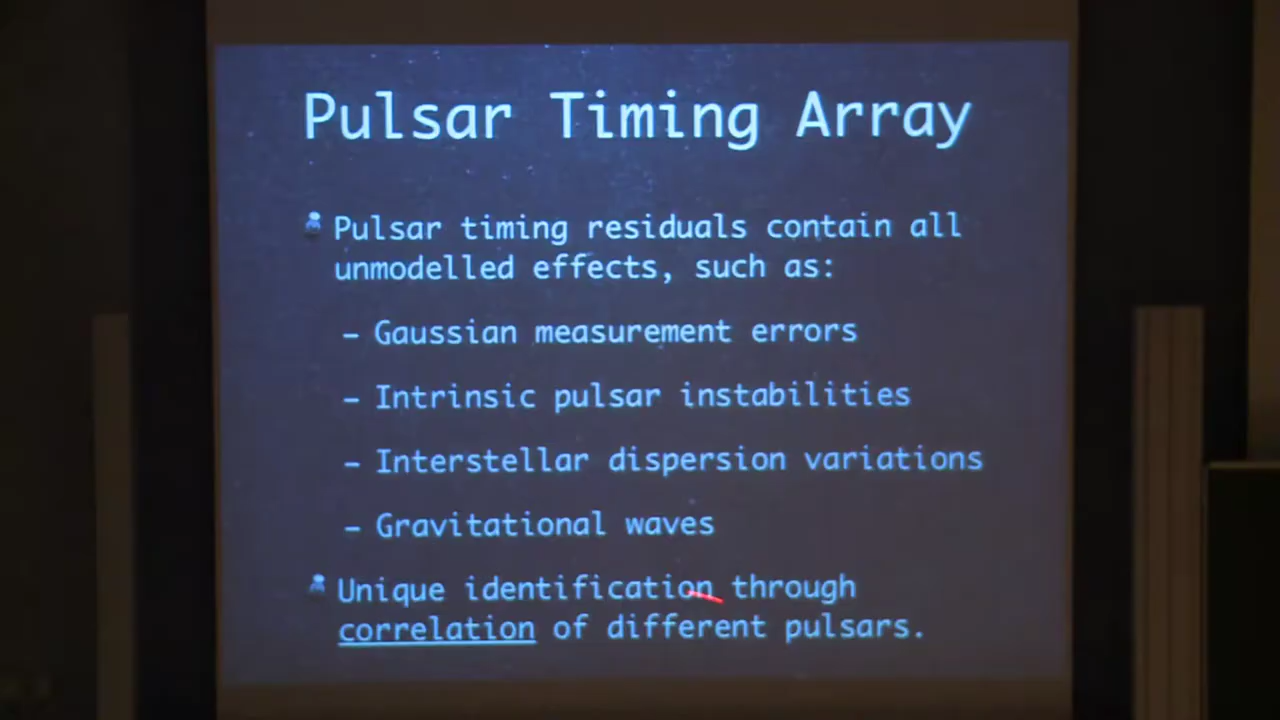 Pulsar Timing Array
Pulsar timing residuals contain all
unmodelled effects, such as:
– Gaussian measurement errors
– Intrinsic pulsar instabilities
– Interstellar dispersion variations
– Gravitational waves
Unique identification through
correlation of different pulsars.